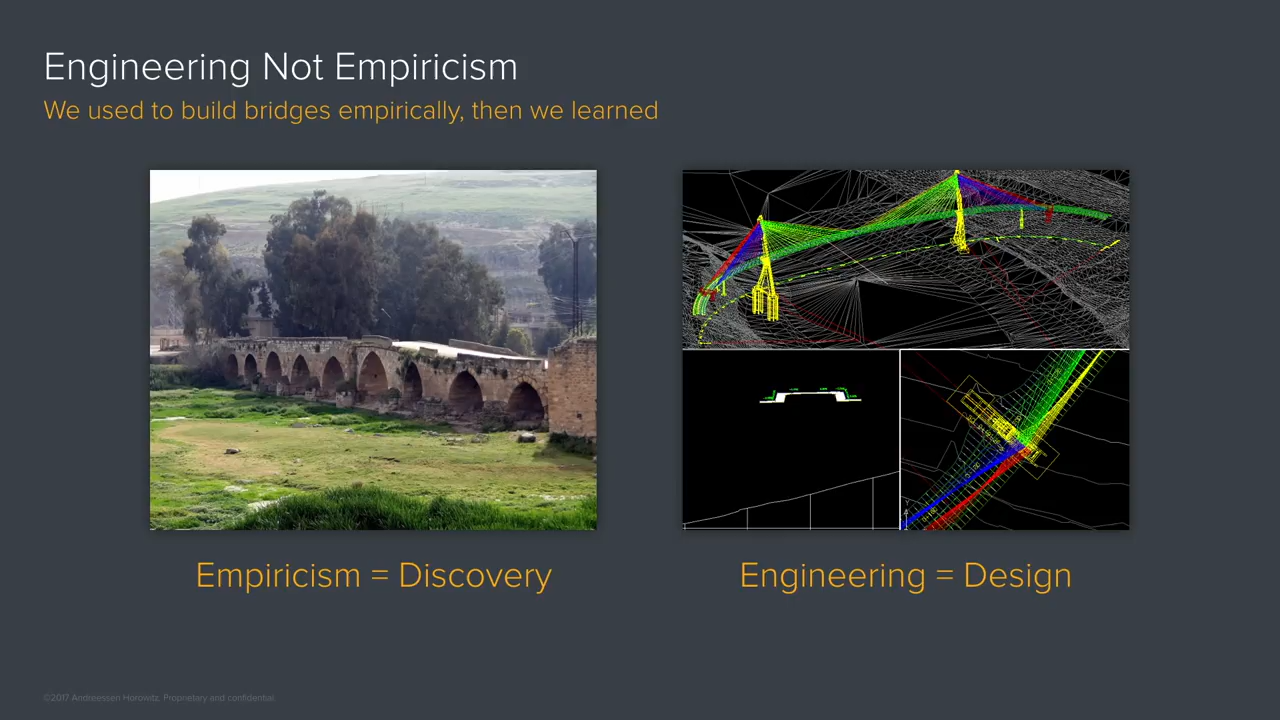 Engineering Not Empiricism
We used to build bridges empirically, then we learned
Empiricism = Discovery
Engineering = Design
©2017 Andreessen Horowitz. Proprietary and confidential.